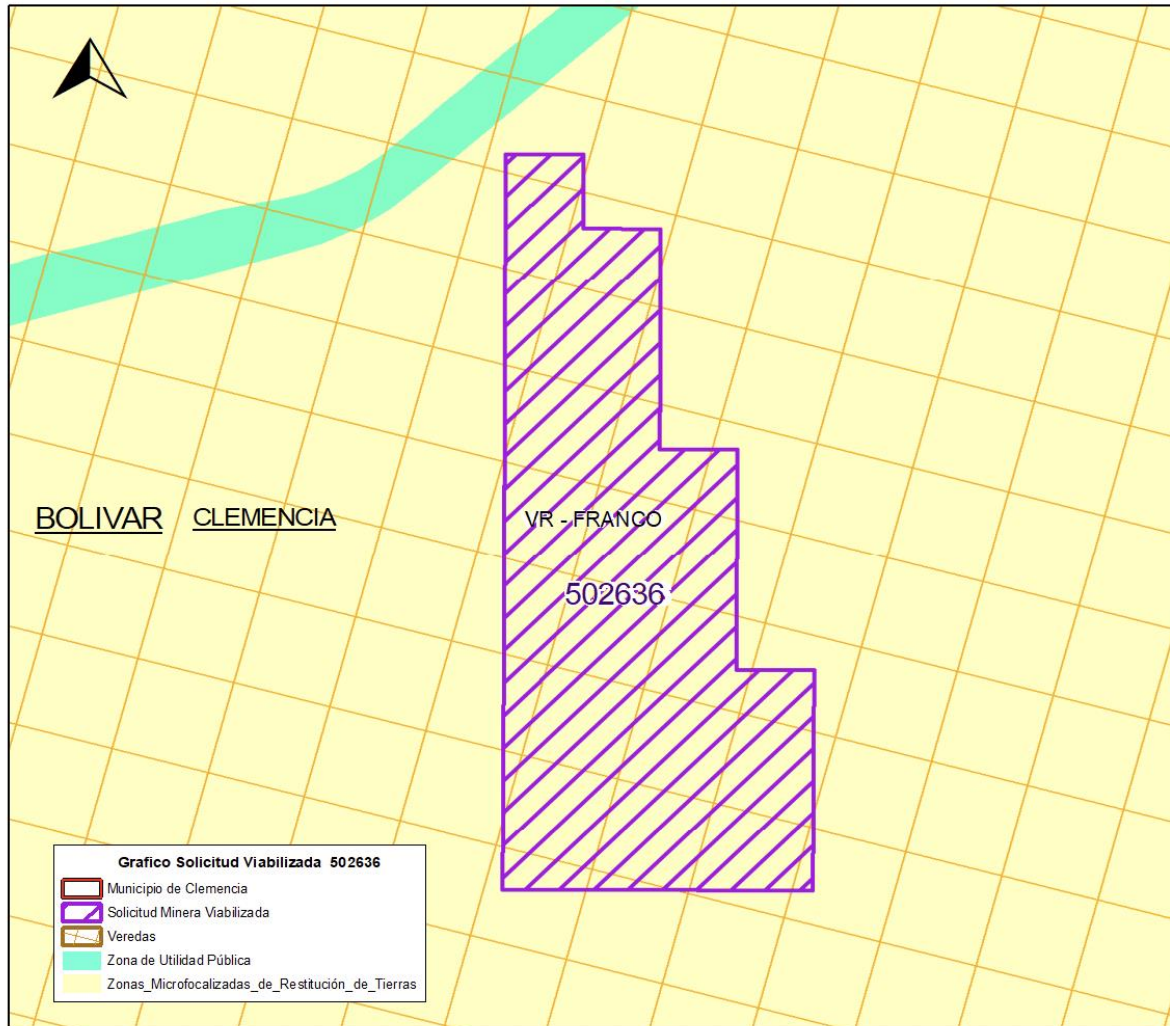 BOLIVAR CLEMENCIA
VR - FRANCO
502636
Grafico Solicitud Viabilizada 502636
Municipio de Clemencia
Solicitud Minera Viabilizada
Veredas
Zona de Utilidad Pública
Zonas_Microfocalizadas_de_Restitución_de_Tierras